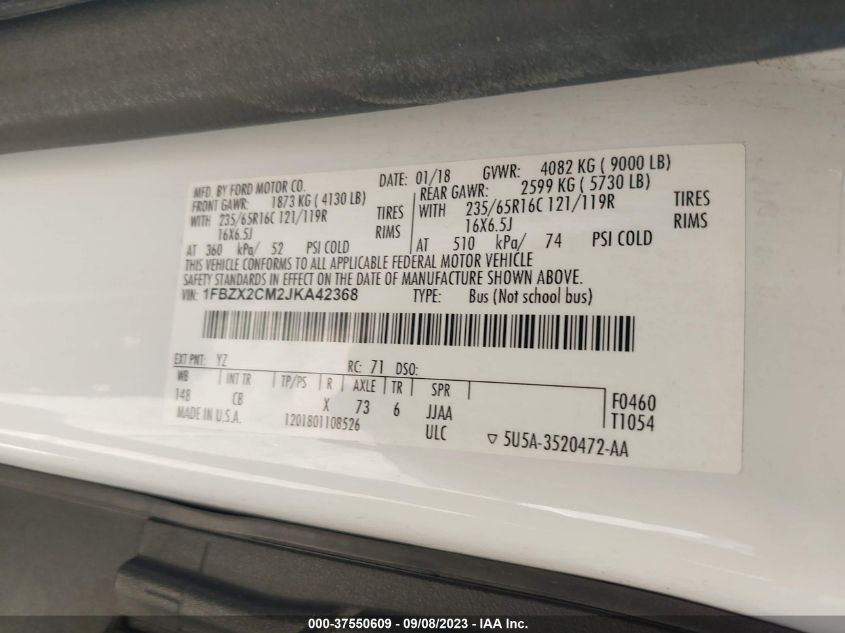 MFD. BY FORD MOTOR CO. DATE: 01/18 GVWR: 4082 KG ( 9000 LB)
FRONT GAWR: 1873 KG ( 4130 LB) REAR GAWR: 2599 KG ( 5730 LB)
WITH 235/65R16C 121/119R TIRES WITH 235/65R16C 121/119R TIRES
16X6.5J RIMS 16X6.5J RIMS
AT 360 kPa/ 52 PSI COLD AT 510 kPa/ 74 PSI COLD
THIS VEHICLE CONFORMS TO ALL APPLICABLE FEDERAL MOTOR VEHICLE
SAFETY STANDARDS IN EFFECT ON THE DATE OF MANUFACTURE SHOWN ABOVE.
VIN: 1FBZX2CM2JKA42368 TYPE: Bus (Not school bus)
EXT PNT: YZ RC: 71 DSO:
WB INT TR TP/PS R AXLE TR SPR
148 CB X 73 6 JJAA F0460
MADE IN U.S.A. 1201801108526 ULC T1054
▽ 5U5A-3520472-AA
000-37550609 - 09/08/2023 - IAA Inc.